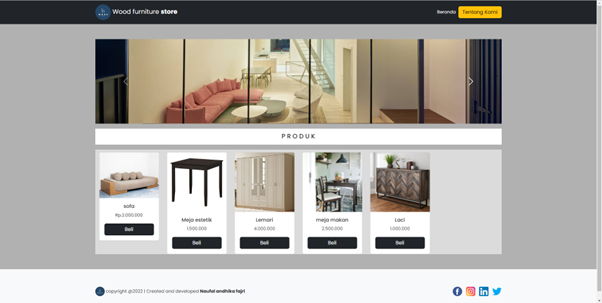 Wood furniture store
Beranda
Tentang Kami
PRODUK
sofa
Rp.2.000.000
Beli
Meja estetik
1.500.000
Beli
Lemari
4.000.000
Beli
meja makan
2.500.000
Beli
Laci
1.000.000
Beli
copyright @2022 | Created and developed Naufal andhika fajri